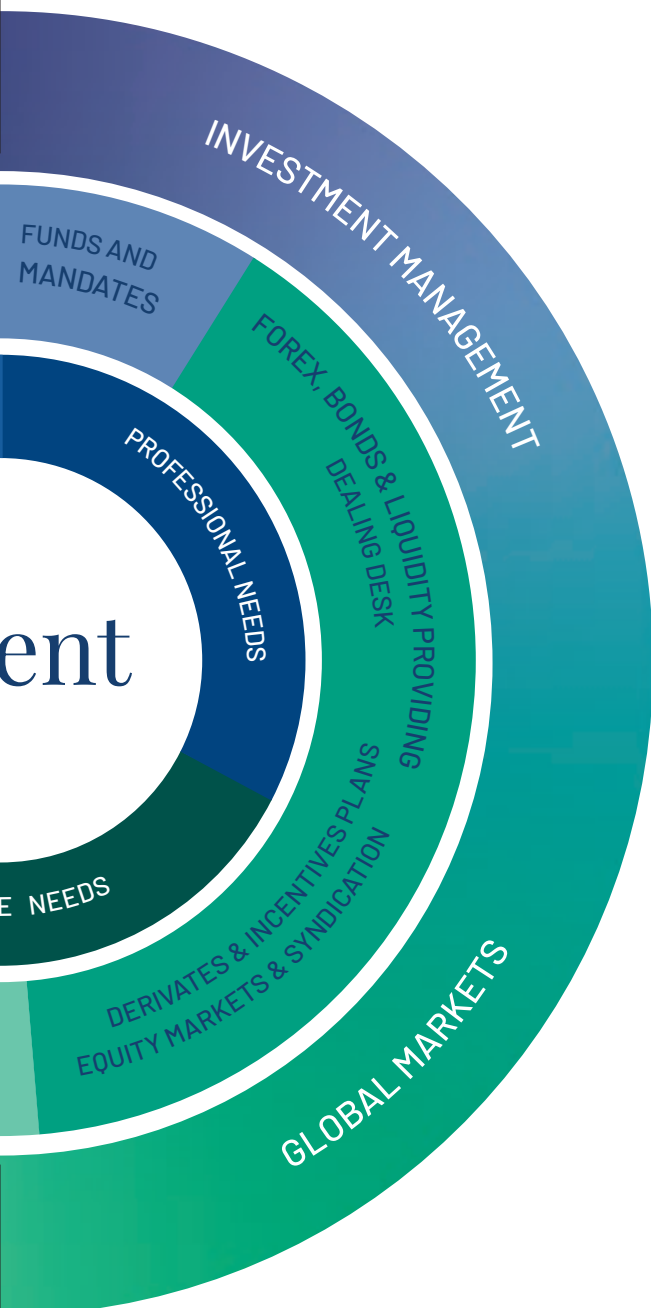 INVESTMENT MANAGEMENT
FUNDS AND
MANDATES
FOREX, BONDS & LIQUIDITY PROVIDING
DEALING DESK
PROFESSIONAL NEEDS
ent
DERIVATES & INCENTIVES PLANS
EQUITY MARKETS & SYNDICATION
E NEEDS
GLOBAL MARKETS